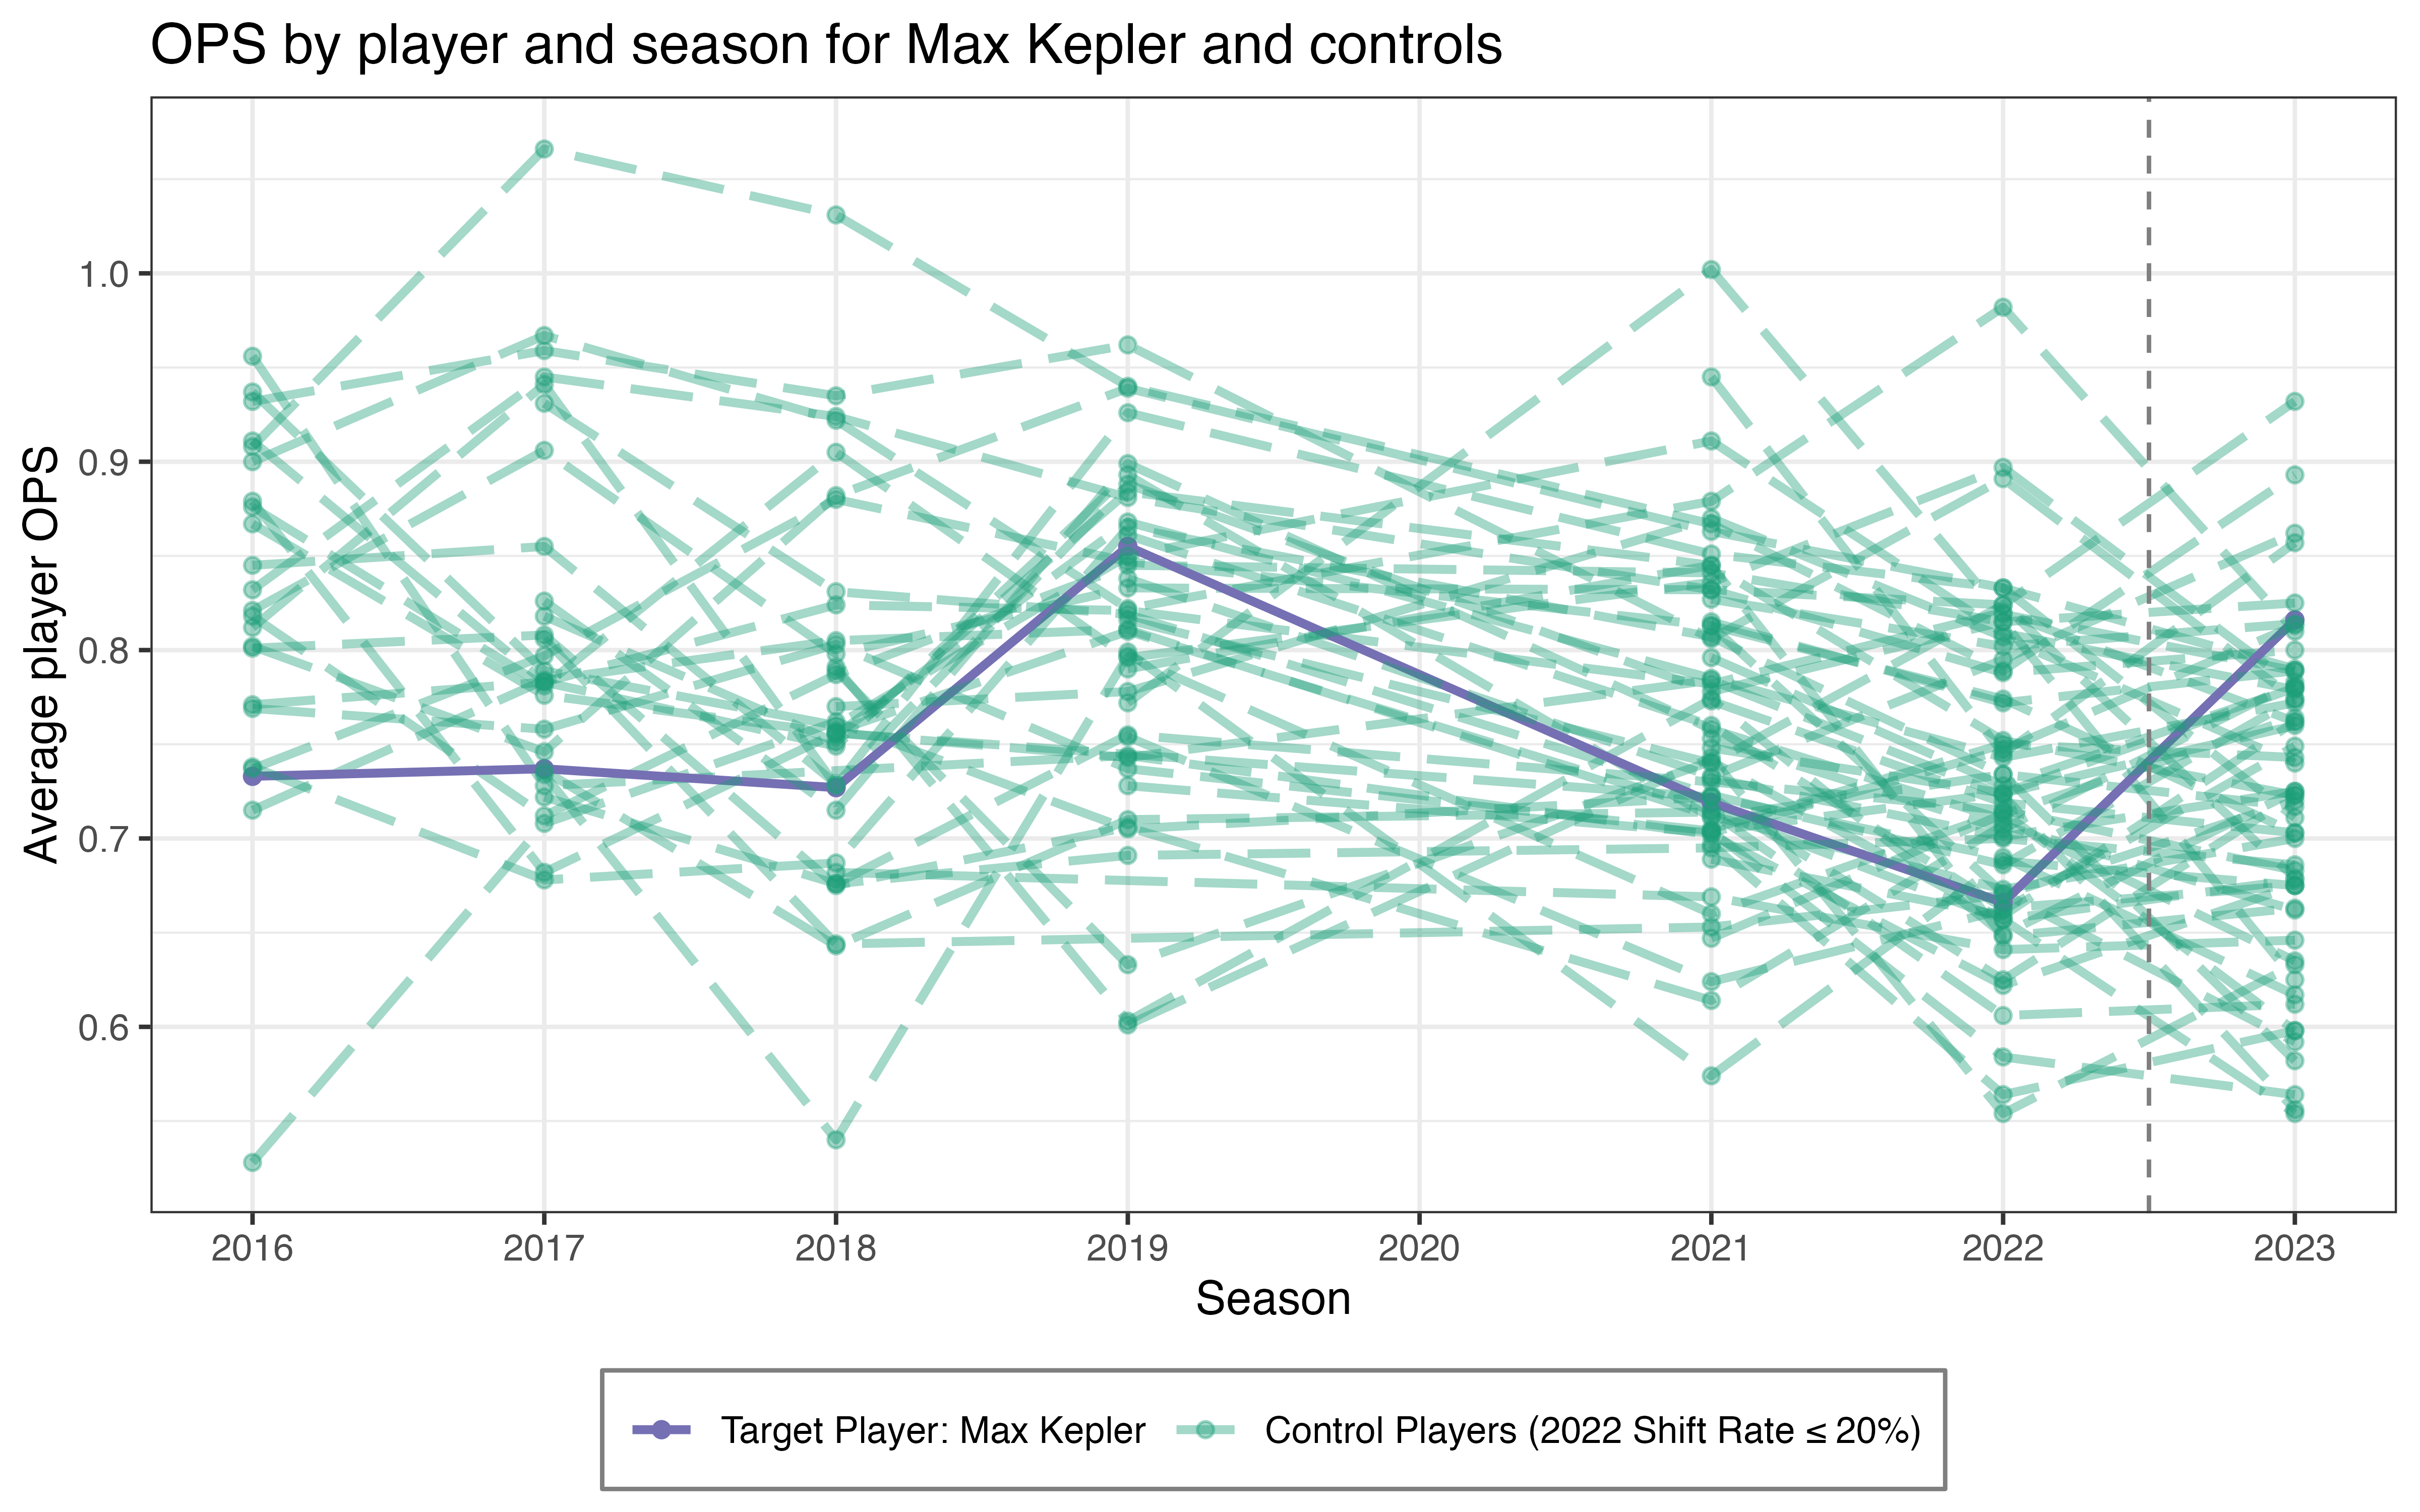 OPS by player and season for Max Kepler and controls
Average player OPS
1.0
0.9
0.8
0.7
0.6
2016 2017 2018 2019 2020 2021 2022 2023
Season
Target Player: Max Kepler Control Players (2022 Shift Rate ≤ 20%)